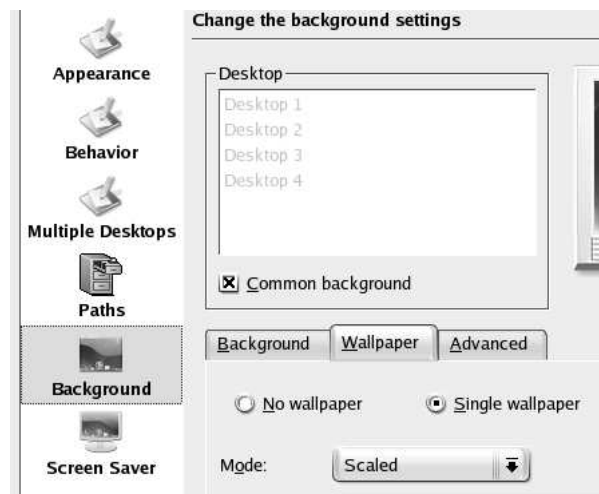 Change the background settings
Appearance
Behavior
Multiple Desktops
Paths
Background
Screen Saver
Desktop
Desktop 1
Desktop 2
Desktop 3
Desktop 4
Common background
Background
Wallpaper
Advanced
No wallpaper
Single wallpaper
Mode:
Scaled